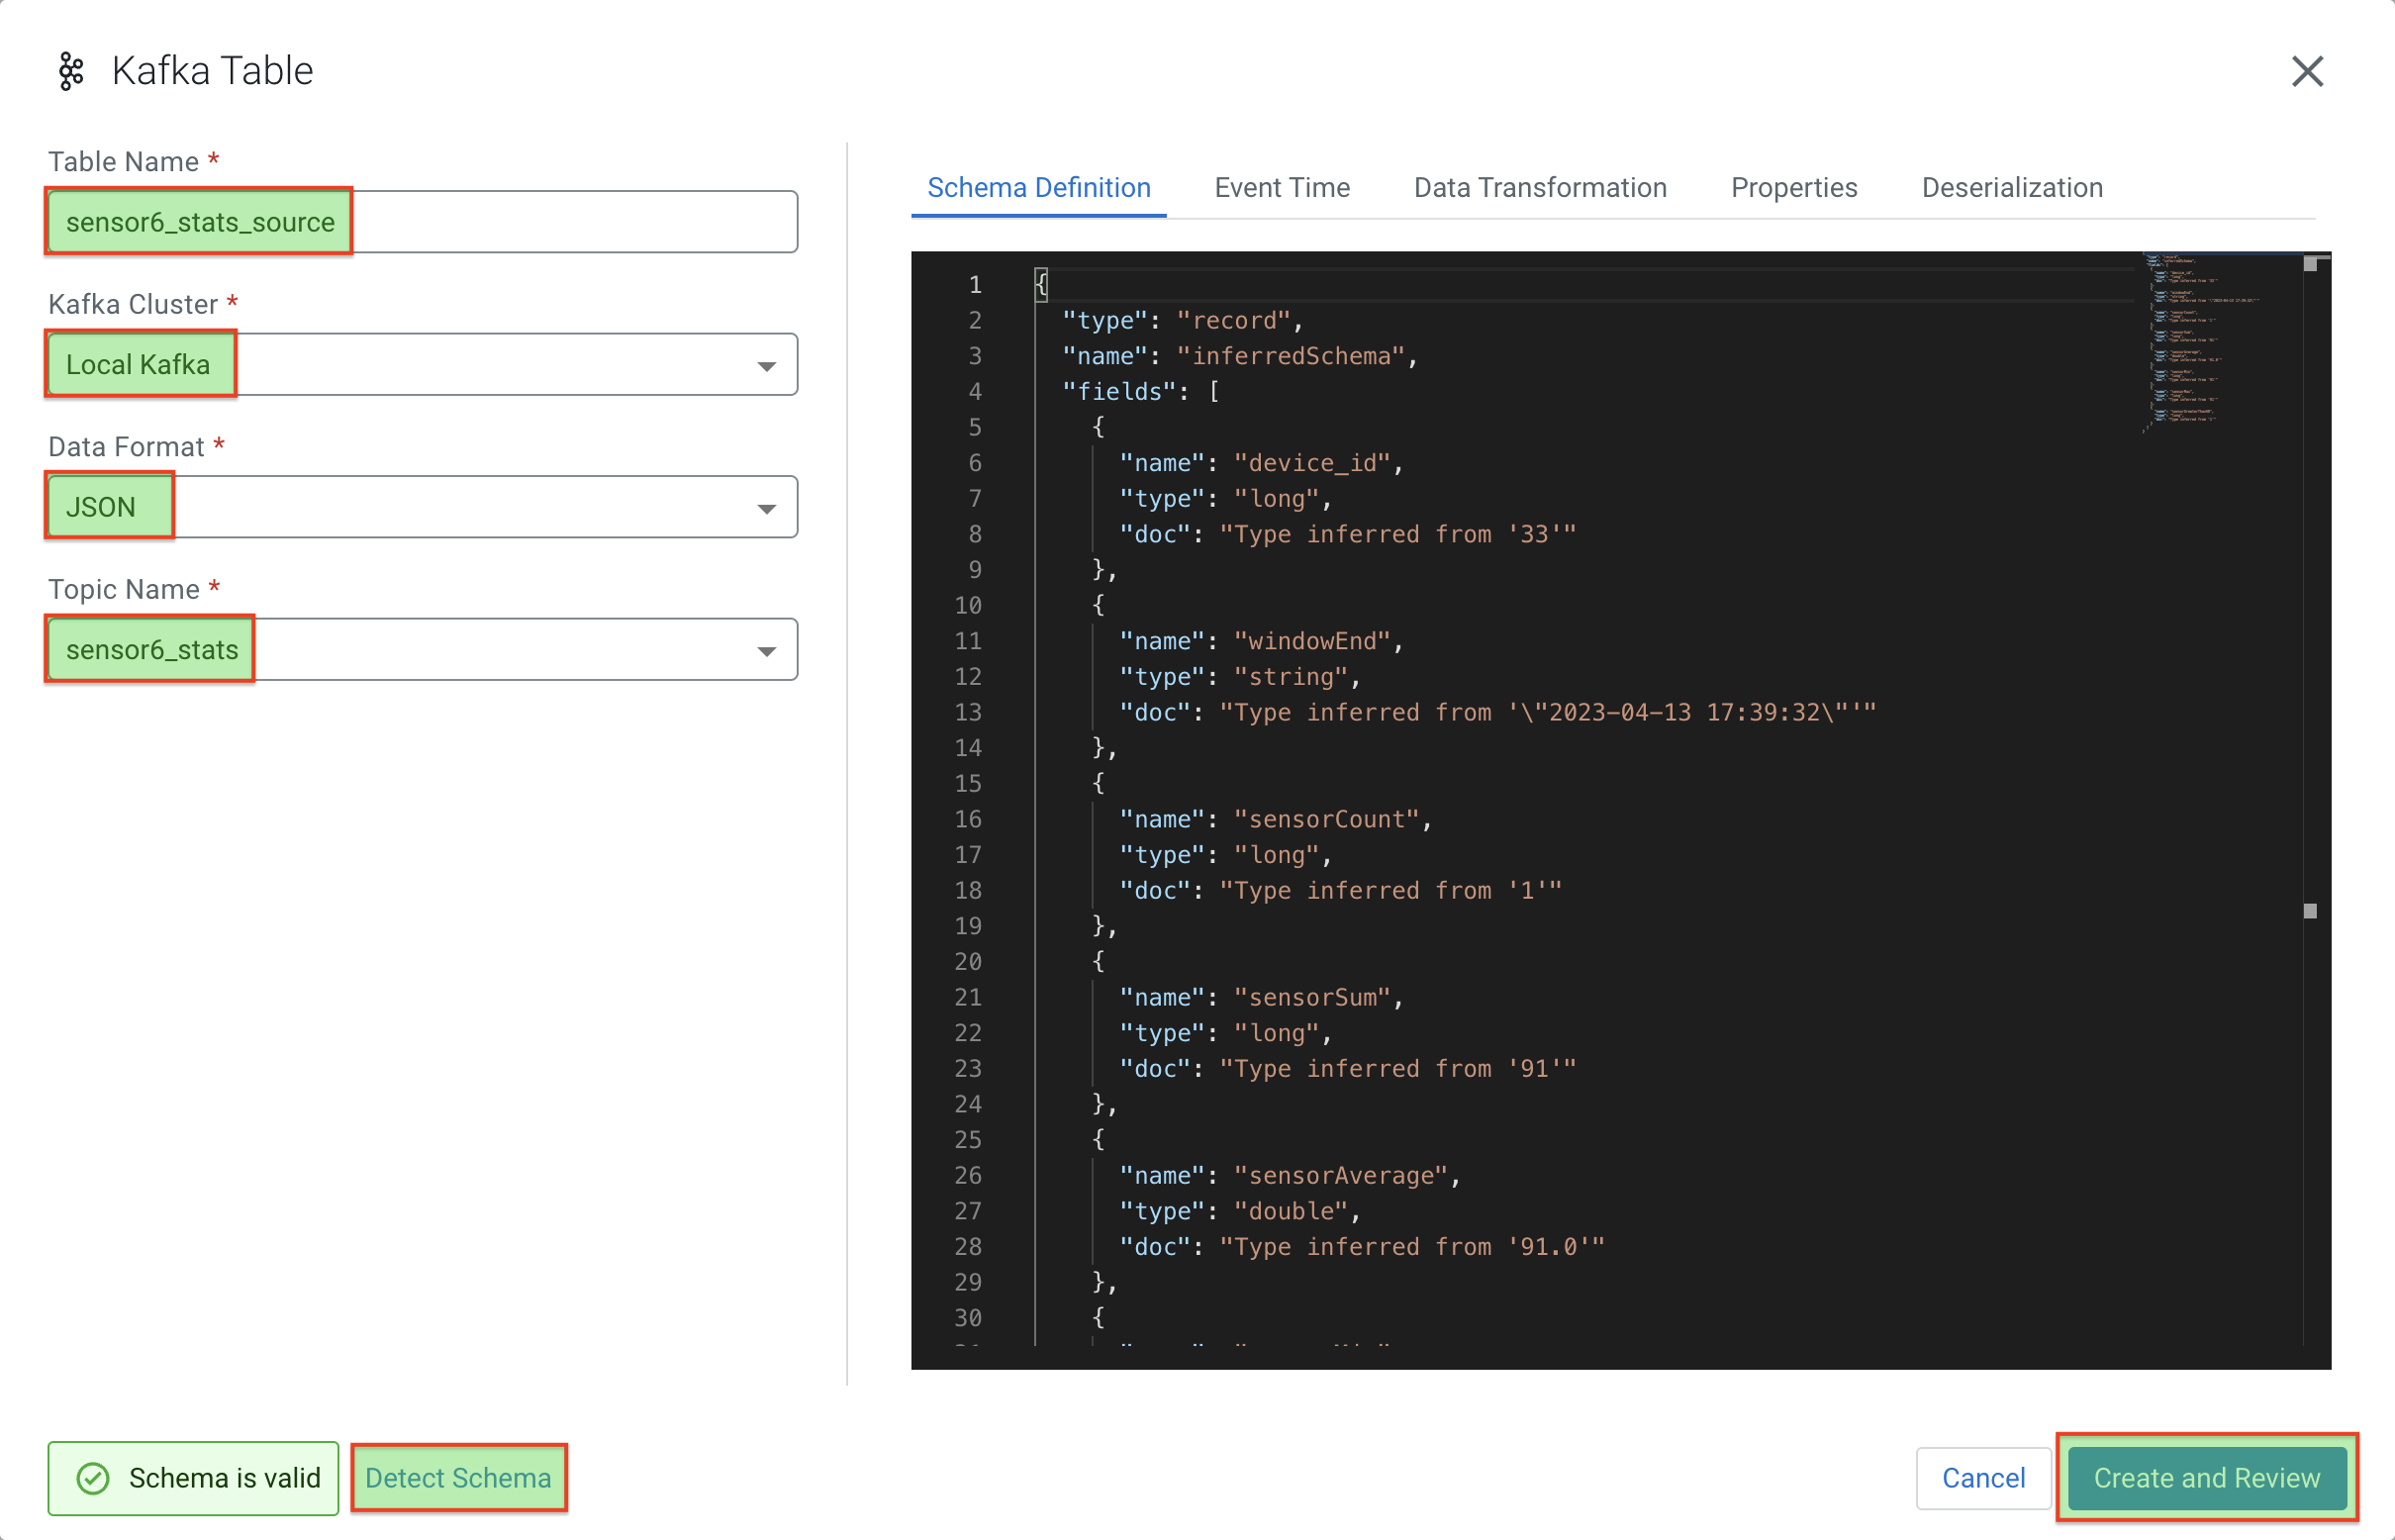 Kafka Table
Table Name *
sensor6_stats_source
Kafka Cluster *
Local Kafka
Data Format *
JSON
Topic Name *
sensor6_stats
Schema Definition Event Time Data Transformation Properties Deserialization
1 {
2 "type": "record",
3 "name": "inferredSchema",
4 "fields": [
5 {
6 "name": "device_id",
7 "type": "long",
8 "doc": "Type inferred from '33'"
9 },
10 {
11 "name": "windowEnd",
12 "type": "string",
13 "doc": "Type inferred from '\"2023-04-13 17:39:32\"'"
14 },
15 {
16 "name": "sensorCount",
17 "type": "long",
18 "doc": "Type inferred from '1'"
19 },
20 {
21 "name": "sensorSum",
22 "type": "long",
23 "doc": "Type inferred from '91'"
24 },
25 {
26 "name": "sensorAverage",
27 "type": "double",
28 "doc": "Type inferred from '91.0'"
29 },
30 {
Schema is valid Detect Schema Cancel Create and Review